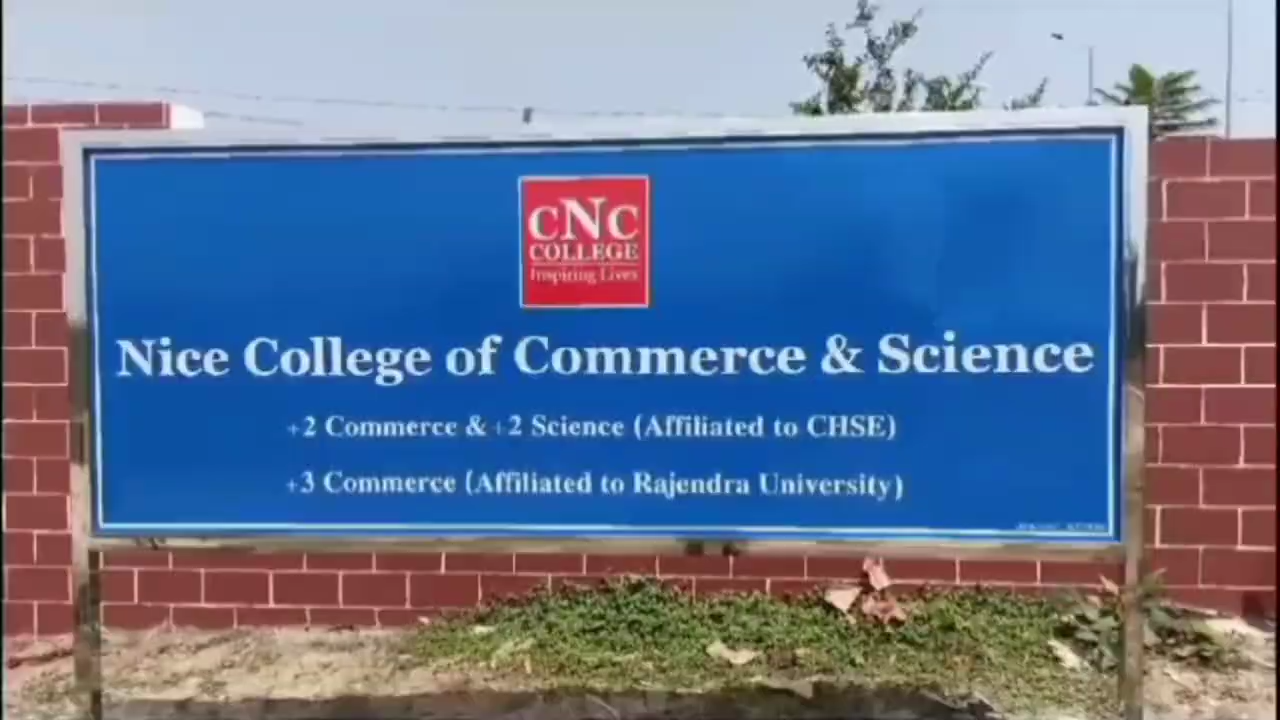 CNC
COLLEGE
Inspiring Lives
Nice College of Commerce & Science
+2 Commerce & +2 Science (Affiliated to CHSE)
+3 Commerce (Affiliated to Rajendra University)